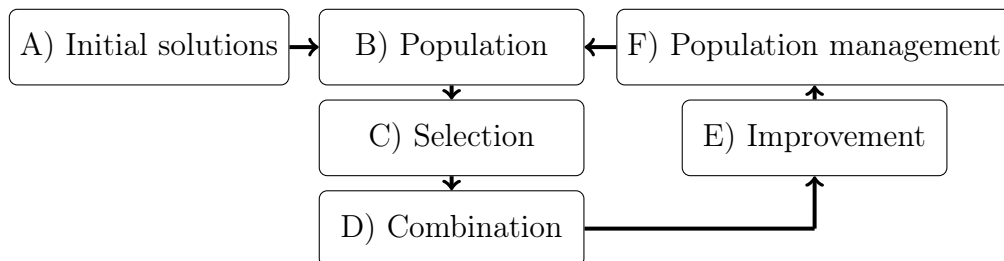 A) Initial solutions
B) Population
F) Population management
C) Selection
E) Improvement
D) Combination